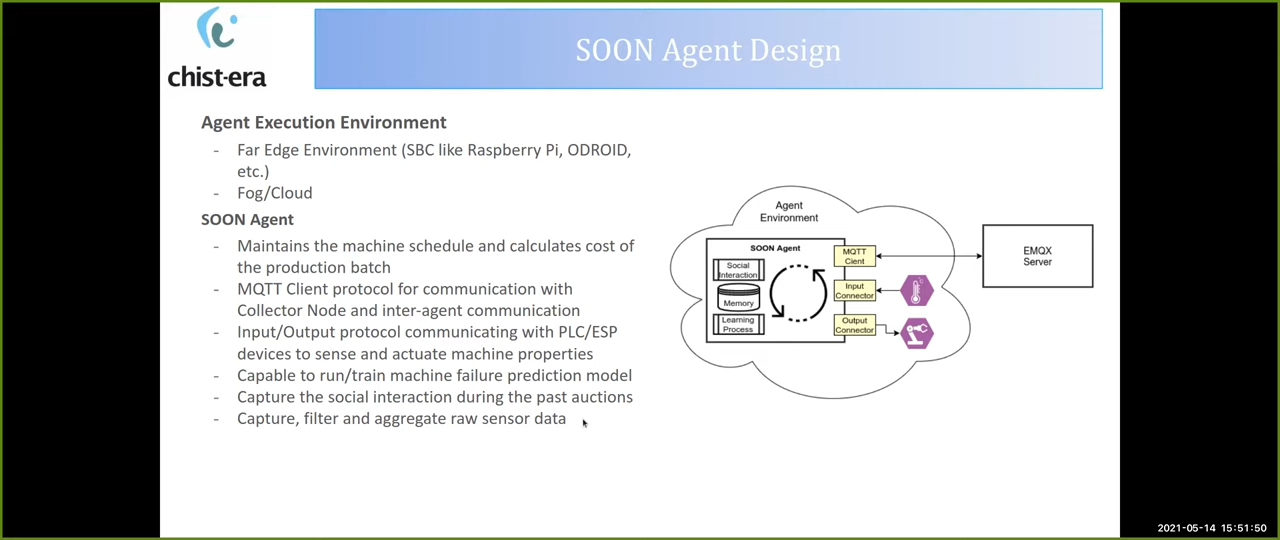 chist-era
SOON Agent Design
Agent Execution Environment
- Far Edge Environment (SBC like Raspberry Pi, ODROID,
etc.)
- Fog/Cloud
SOON Agent
- Maintains the machine schedule and calculates cost of
the production batch
- MQTT Client protocol for communication with
Collector Node and inter-agent communication
- Input/Output protocol communicating with PLC/ESP
devices to sense and actuate machine properties
- Capable to run/train machine failure prediction model
- Capture the social interaction during the past auctions
- Capture, filter and aggregate raw sensor data
Agent
Environment
SOON Agent
Social
Interaction
Memory
Learning
Process
MQTT
Client
Input
Connector
Output
Connector
EMQX
Server
2021-05-14 15:51:50